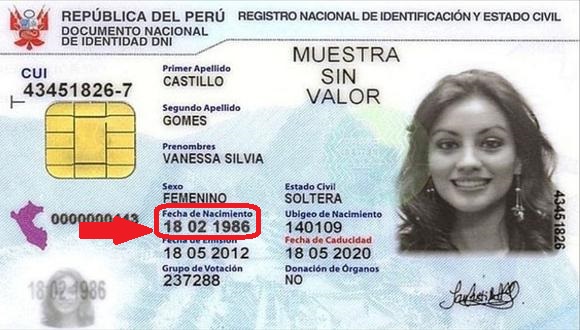 REPÚBLICA DEL PERÚ REGISTRO NACIONAL DE IDENTIFICACIÓN Y ESTADO CIVIL
DOCUMENTO NACIONAL
DE IDENTIDAD DNI
CUI
43451826-7
Primer Apellido
CASTILLO
Segundo Apellido
GOMES
Prenombres
VANESSA SILVIA
MUESTRA
SIN
VALOR
Sexo Estado Civil
FEMENINO SOLTERA
Fecha de Nacimiento Ubigeo de Nacimiento
18 02 1986 140109
Fecha de Emisión Fecha de Caducidad
18 05 2012 18 05 2020
Grupo de Votación Donación de Órganos
237288 NO
43451826
18 02 1986